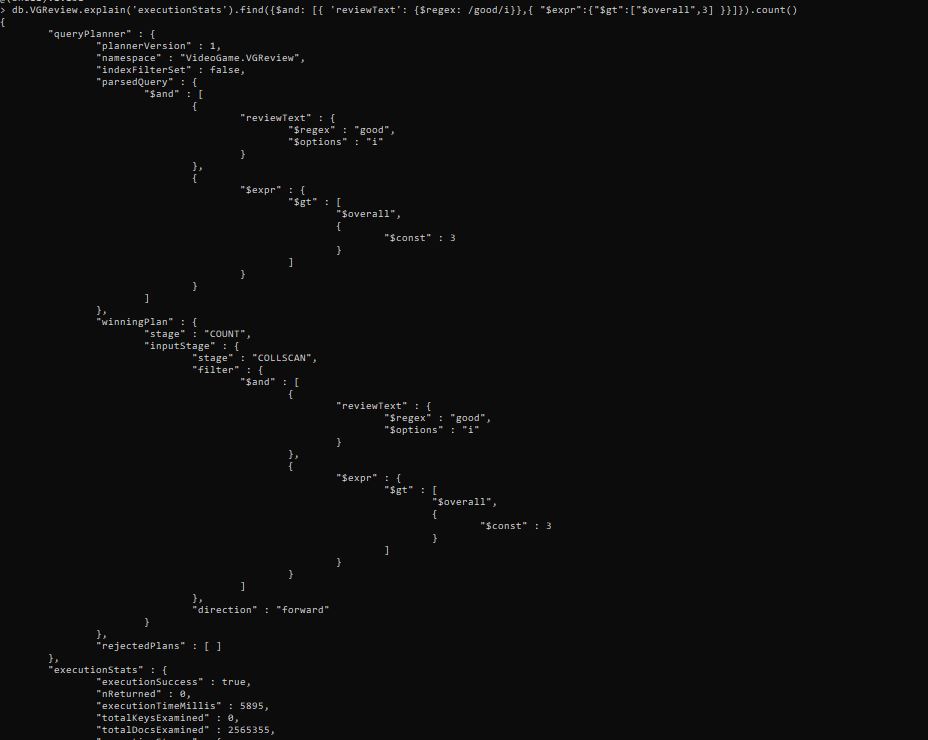 > db.VGReview.explain('executionStats').find({$and: [{ 'reviewText': {$regex: /good/i}},{ "$expr":{"$gt":["$overall",3] }}]}).count()
{
"queryPlanner" : {
"plannerVersion" : 1,
"namespace" : "VideoGame.VGReview",
"indexFilterSet" : false,
"parsedQuery" : {
"$and" : [
{
"reviewText" : {
"$regex" : "good",
"$options" : "i"
}
},
{
"$expr" : {
"$gt" : [
"$overall",
{
"$const" : 3
}
]
}
}
]
},
"winningPlan" : {
"stage" : "COUNT",
"inputStage" : {
"stage" : "COLLSCAN",
"filter" : {
"$and" : [
{
"reviewText" : {
"$regex" : "good",
"$options" : "i"
}
},
{
"$expr" : {
"$gt" : [
"$overall",
{
"$const" : 3
}
]
}
}
]
},
"direction" : "forward"
}
},
"rejectedPlans" : [ ]
},
"executionStats" : {
"executionSuccess" : true,
"nReturned" : 0,
"executionTimeMillis" : 5895,
"totalKeysExamined" : 0,
"totalDocsExamined" : 2565355,